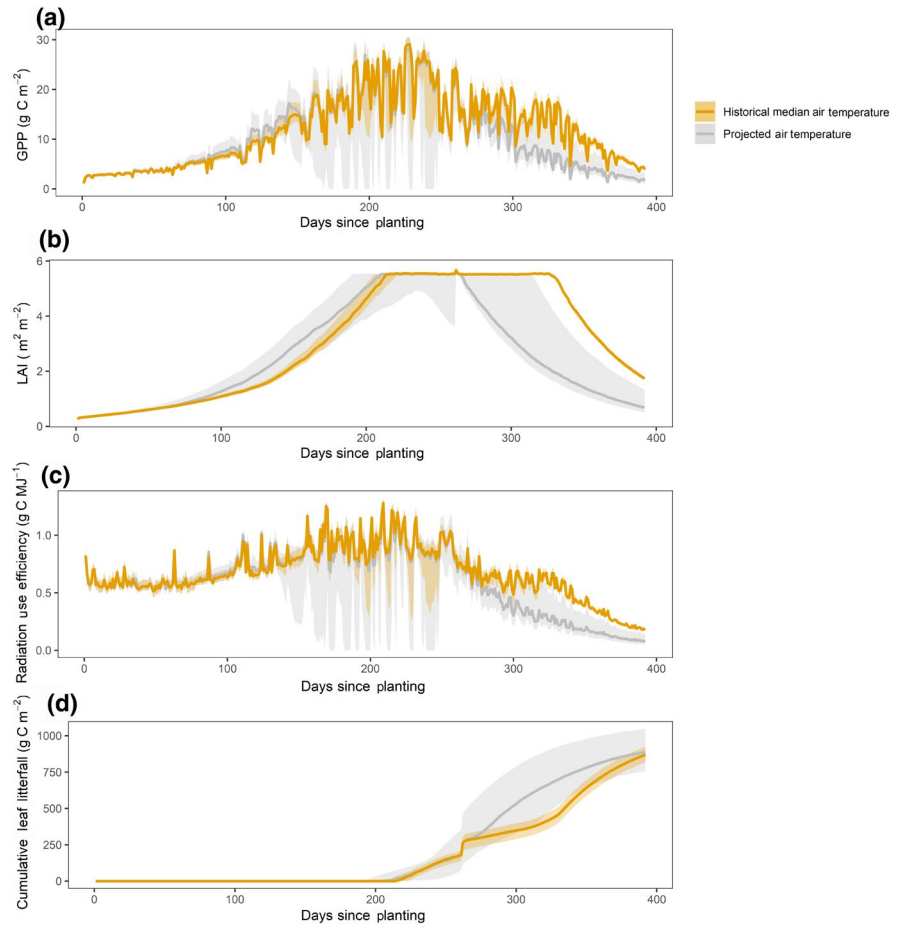 (a)
GPP (g C m⁻²)
30
20
10
0
0 100 200 300 400
Days since planting
Historical median air temperature
Projected air temperature
(b)
LAI ( m² m⁻²)
6
4
2
0
0 100 200 300 400
Days since planting
(c)
Radiation use efficiency (g C MJ⁻¹)
1.0
0.5
0.0
0 100 200 300 400
Days since planting
(d)
Cumulative leaf litterfall (g C m⁻²)
1000
750
500
250
0
0 100 200 300 400
Days since planting